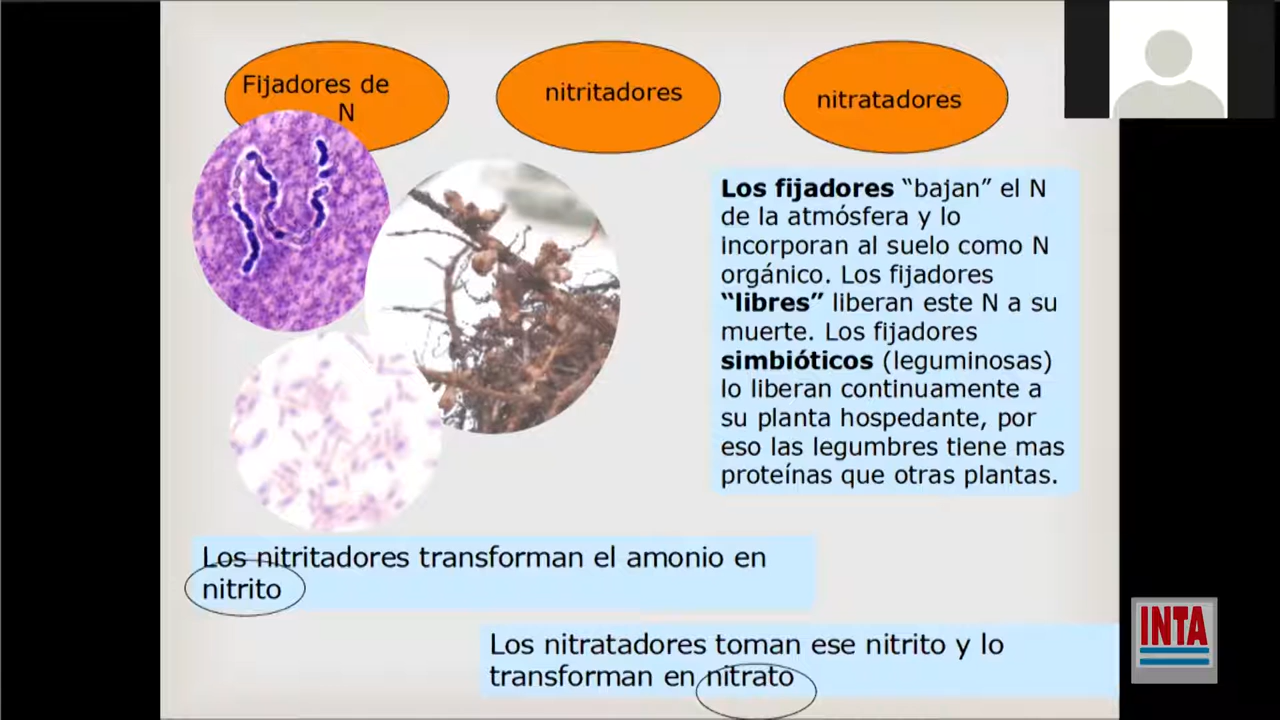 Fijadores de
N
nitritadores
nitratadores
Los fijadores “bajan” el N
de la atmósfera y lo
incorporan al suelo como N
orgánico. Los fijadores
“libres” liberan este N a su
muerte. Los fijadores
simbióticos (leguminosas)
lo liberan continuamente a
su planta hospedante, por
eso las legumbres tiene mas
proteínas que otras plantas.
Los nitritadores transforman el amonio en
nitrito
Los nitratadores toman ese nitrito y lo
transforman en nitrato
INTA